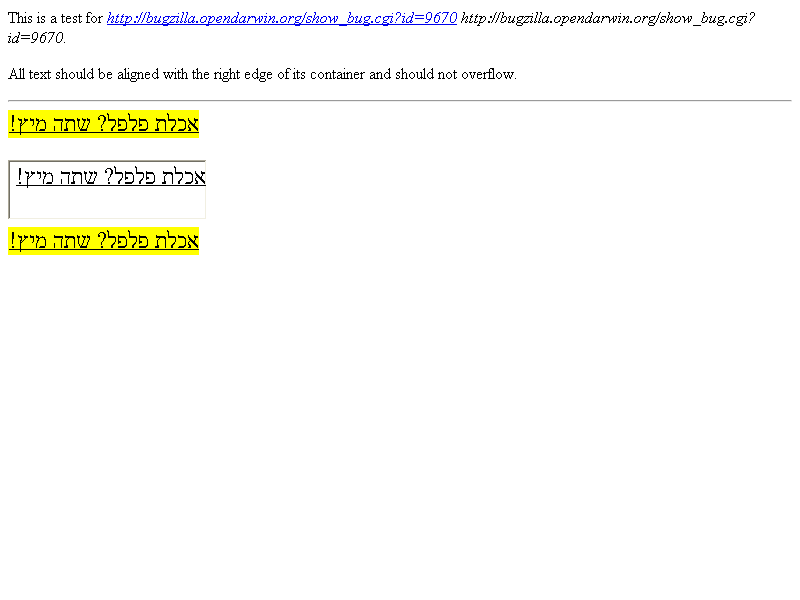 This is a test for http://bugzilla.opendarwin.org/show_bug.cgi?id=9670 http://bugzilla.opendarwin.org/show_bug.cgi?
id=9670.
All text should be aligned with the right edge of its container and should not overflow.
אכלת פלפל? שתה מיץ!
אכלת פלפל? שתה מיץ!
אכלת פלפל? שתה מיץ!